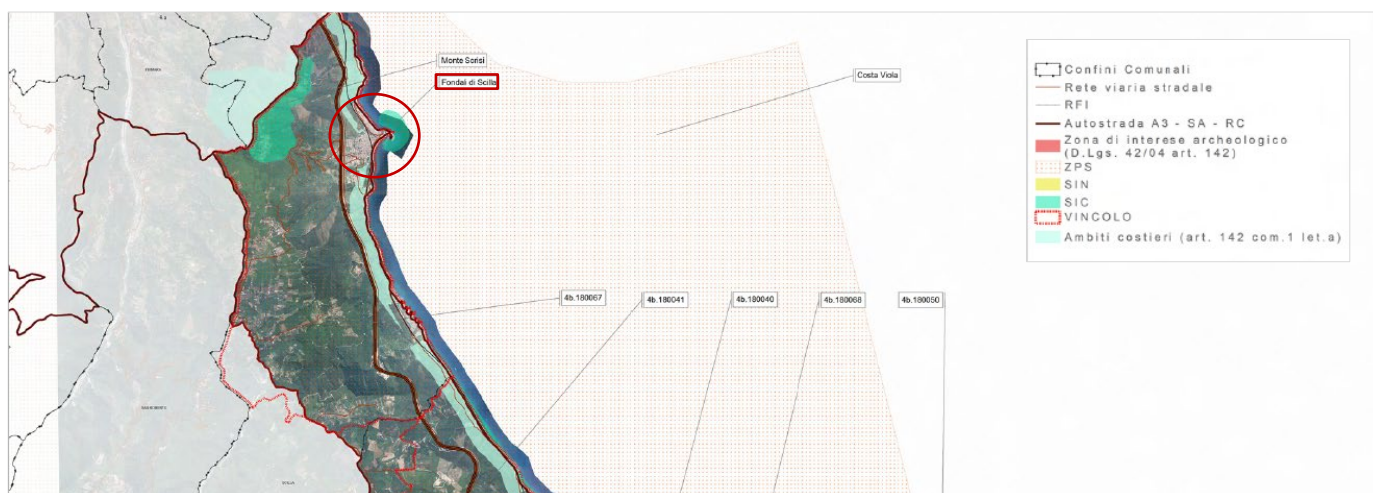 Monte Scrisi
Fondali di Scilla
Costa Viola
4b.180067
4b.180041
4b.180040
4b.180068
4b.180050
Confini Comunali
Rete viaria stradale
RFI
Autostrada A3 - SA - RC
Zona di interese archeologico
(D.Lgs. 42/04 art. 142)
ZPS
SIN
SIC
VINCOLO
Ambiti costieri (art. 142 com.1 let.a)